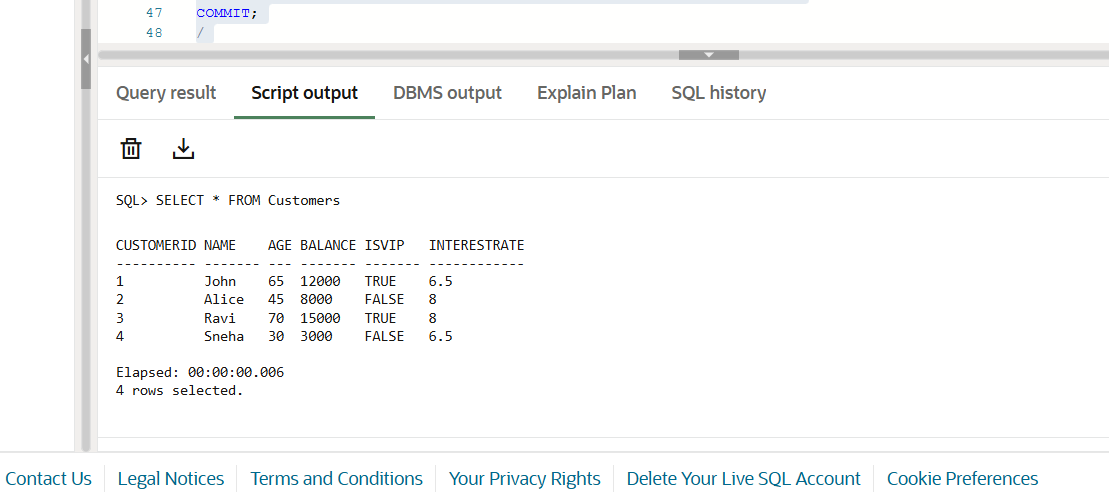 47 COMMIT;
48 /
Query result Script output DBMS output Explain Plan SQL history
SQL> SELECT * FROM Customers
CUSTOMERID NAME    AGE BALANCE ISVIP   INTERESTRATE
---------- ------- --- ------- ------- ------------
1          John    65  12000   TRUE    6.5
2          Alice   45  8000    FALSE   8
3          Ravi    70  15000   TRUE    8
4          Sneha   30  3000    FALSE   6.5
Elapsed: 00:00:00.006
4 rows selected.
Contact Us Legal Notices Terms and Conditions Your Privacy Rights Delete Your Live SQL Account Cookie Preferences